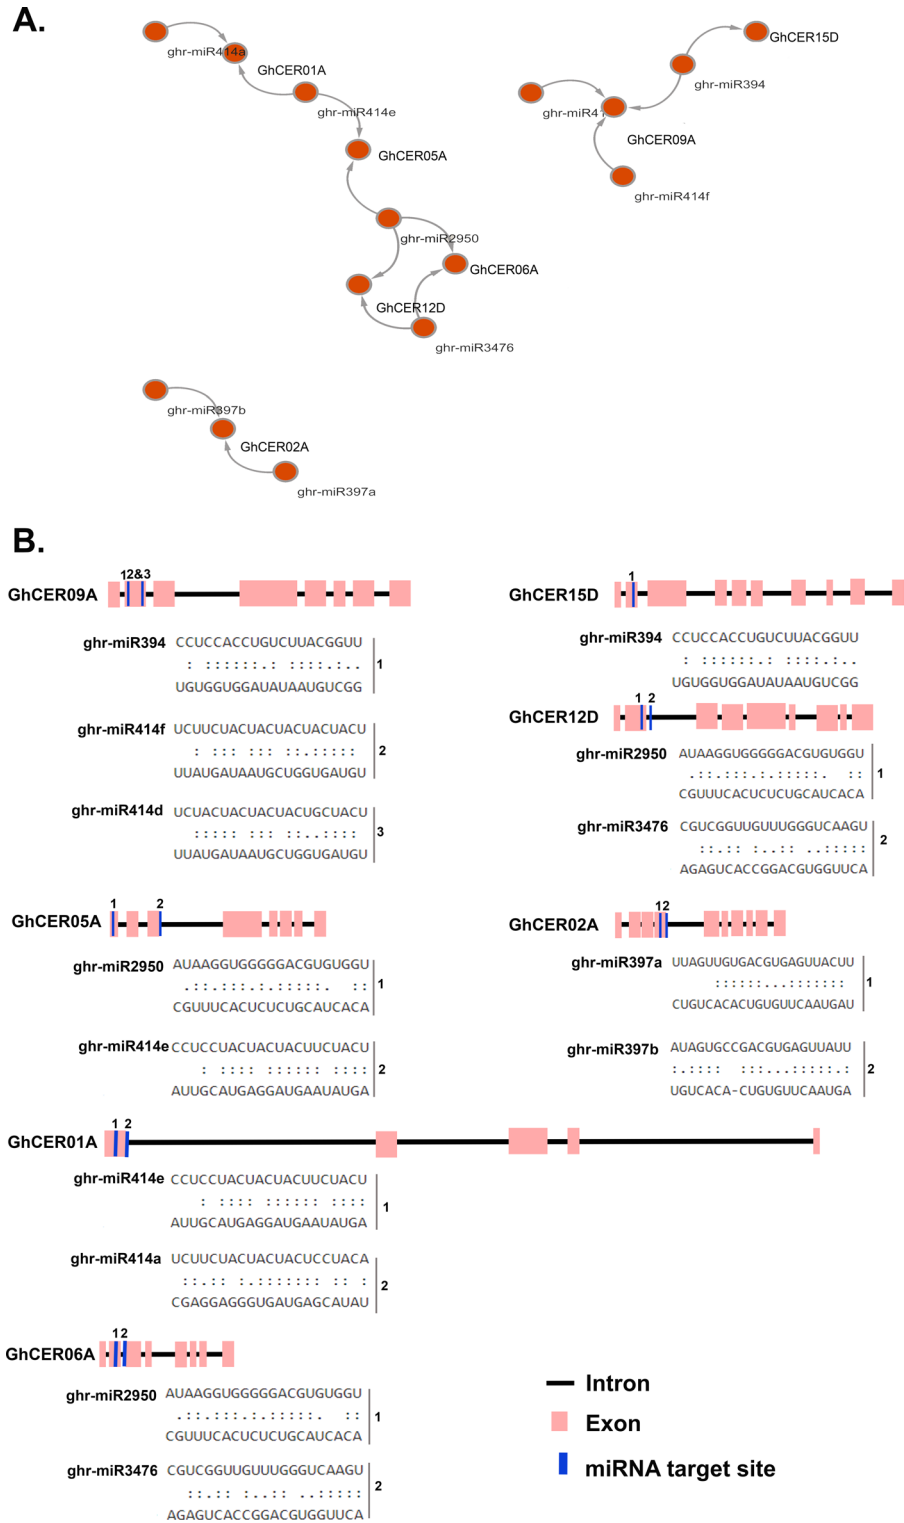 A.
ghr-miR414a
GhCER01A
ghr-miR414e
GhCER05A
ghr-miR2950
GhCER06A
GhCER12D
ghr-miR3476
GhCER15D
ghr-miR394
ghr-miR41
GhCER09A
ghr-miR414f
ghr-miR397b
GhCER02A
ghr-miR397a
B.
GhCER09A
1 2&3
ghr-miR394
CCUCCACCUGUCUUACGGUU
UGUGGUGGAUAUAAUGUCGG
1
ghr-miR414f
UCUUCUACUACUACUACUACU
UUAUGAUAAUGCUGGUGAUGU
2
ghr-miR414d
UCUACUACUACUACUGCUACU
UUAUGAUAAUGCUGGUGAUGU
3
GhCER15D
1
ghr-miR394
CCUCCACCUGUCUUACGGUU
UGUGGUGGAUAUAAUGUCGG
GhCER12D
1 2
ghr-miR2950
AUAAGGUGGGGGACGUGUGGU
CGUUUCACUCUCUGCAUCACA
1
ghr-miR3476
CGUCGGUUGUUUGGGUCAAGU
AGAGUCACCGGACGUGGUUCA
2
GhCER05A
1 2
ghr-miR2950
AUAAGGUGGGGGACGUGUGGU
CGUUUCACUCUCUGCAUCACA
1
ghr-miR414e
CCUCCUACUACUACUUCUACU
AUUGCAUGAGGAUGAAUAUGA
2
GhCER02A
12
ghr-miR397a
UUAGUUGUGACGUGAGUUACUU
CUGUCACACUGUGUUCAAUGAU
1
ghr-miR397b
AUAGUGCCGACGUGAGUUAUU
UGUCACA-CUGUGUUCAAUGA
2
GhCER01A
1 2
ghr-miR414e
CCUCCUACUACUACUUCUACU
AUUGCAUGAGGAUGAAUAUGA
1
ghr-miR414a
UCUUCUACUACUACUCCUACA
CGAGGAGGGUGAUGAGCAUAU
2
GhCER06A
1 2
ghr-miR2950
AUAAGGUGGGGGACGUGUGGU
CGUUUCACUCUCUGCAUCACA
1
ghr-miR3476
CGUCGGUUGUUUGGGUCAAGU
AGAGUCACCGGACGUGGUUCA
2
Intron
Exon
miRNA target site